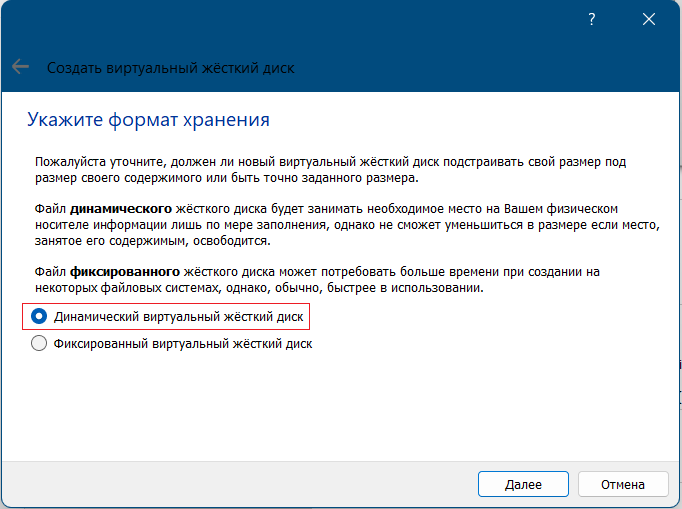 ?
Создать виртуальный жёсткий диск
Укажите формат хранения
Пожалуйста уточните, должен ли новый виртуальный жёсткий диск подстраивать свой размер под
размер своего содержимого или быть точно заданного размера.
Файл динамического жёсткого диска будет занимать необходимое место на Вашем физическом
носителе информации лишь по мере заполнения, однако не сможет уменьшиться в размере если место,
занятое его содержимым, освободится.
Файл фиксированного жёсткого диска может потребовать больше времени при создании на
некоторых файловых системах, однако, обычно, быстрее в использовании.
Динамический виртуальный жёсткий диск
Фиксированный виртуальный жёсткий диск
Далее Отмена